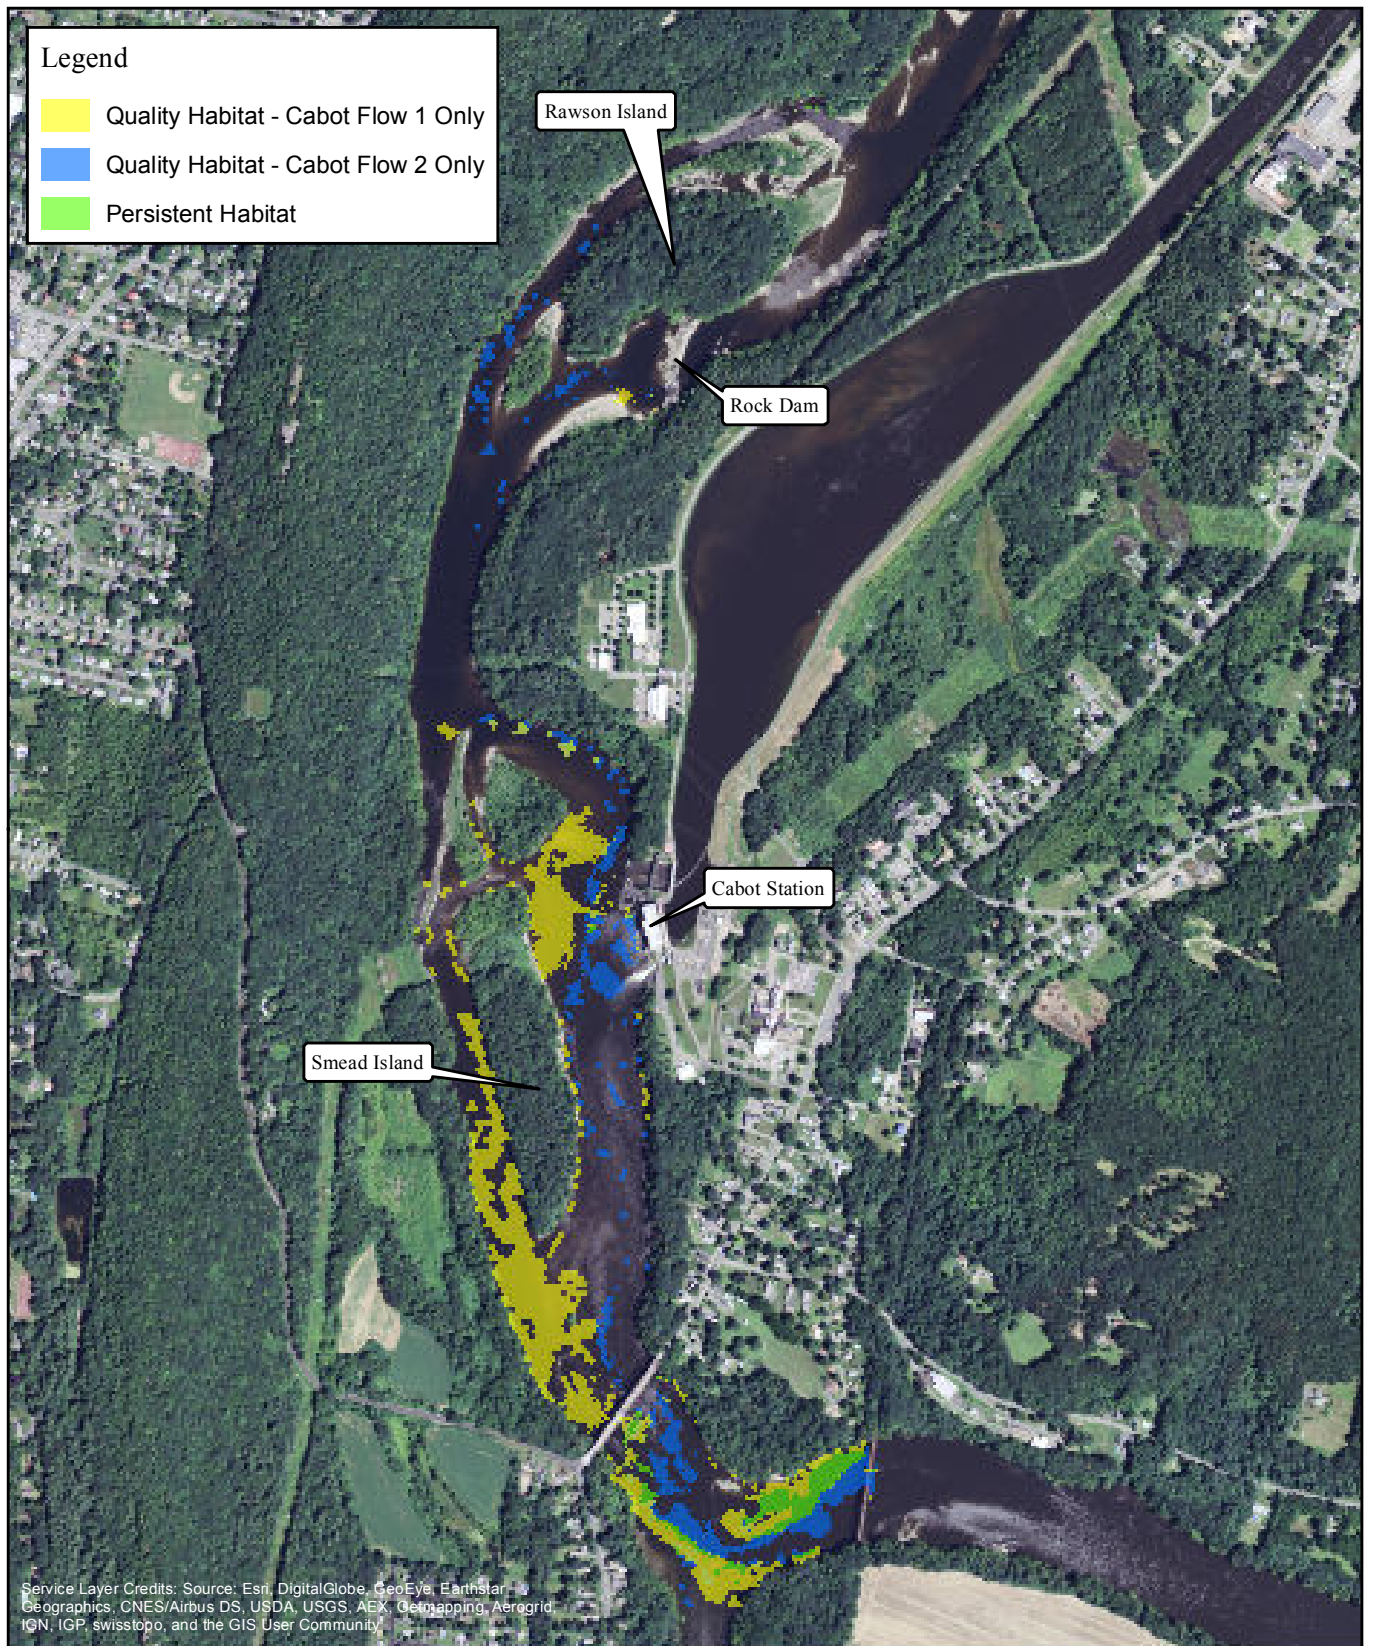 Legend
Quality Habitat - Cabot Flow 1 Only
Quality Habitat - Cabot Flow 2 Only
Persistent Habitat
Rawson Island
Rock Dam
Cabot Station
Smead Island
Service Layer Credits: Source: Esri, DigitalGlobe, GeoEye, Earthstar
Geographics, CNES/Airbus DS, USDA, USGS, AEX, Getmapping, Aerogrid,
IGN, IGP, swisstopo, and the GIS User Community